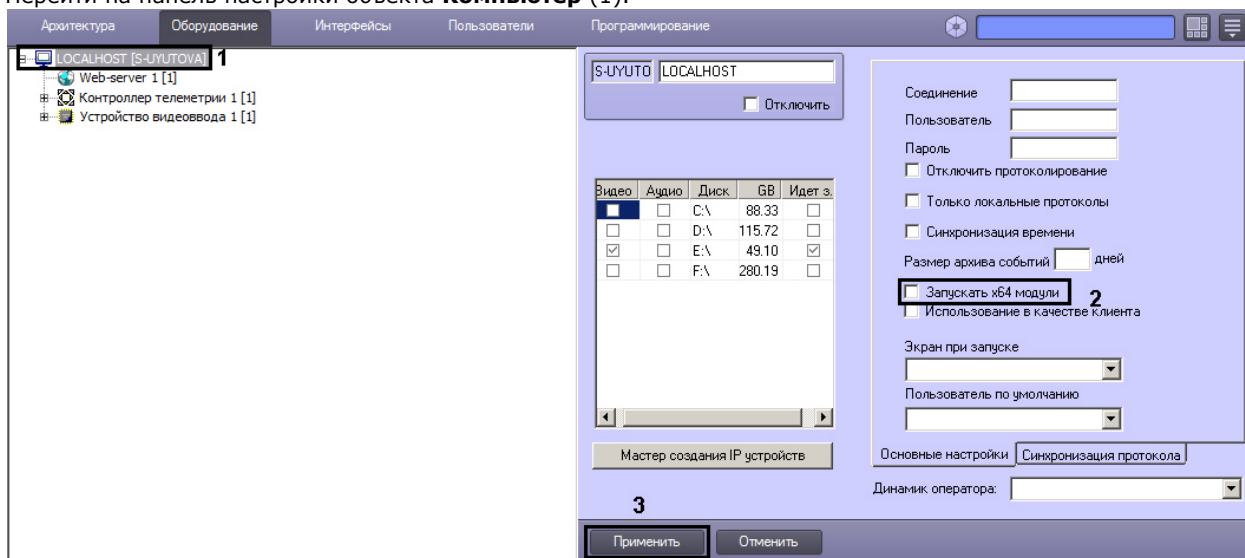 Перейти на панель настройки объекта Компьютер (1).
Архитектура Оборудование Интерфейсы Пользователи Программирование
LOCALHOST [S-UYUTOVA] 1
Web-server 1 [1]
Контроллер телеметрии 1 [1]
Устройство видеоввода 1 [1]
S-UYUTO LOCALHOST
Отключить
Видео Аудио Диск GB Идет з.
C:\ 88.33
D:\ 115.72
E:\ 49.10
F:\ 280.19
Мастер создания IP устройств
Соединение
Пользователь
Пароль
Отключить протоколирование
Только локальные протоколы
Синхронизация времени
Размер архива событий дней
Запускать x64 модули 2
Использование в качестве клиента
Экран при запуске
Пользователь по умолчанию
Основные настройки Синхронизация протокола
Динамик оператора:
3
Применить Отменить